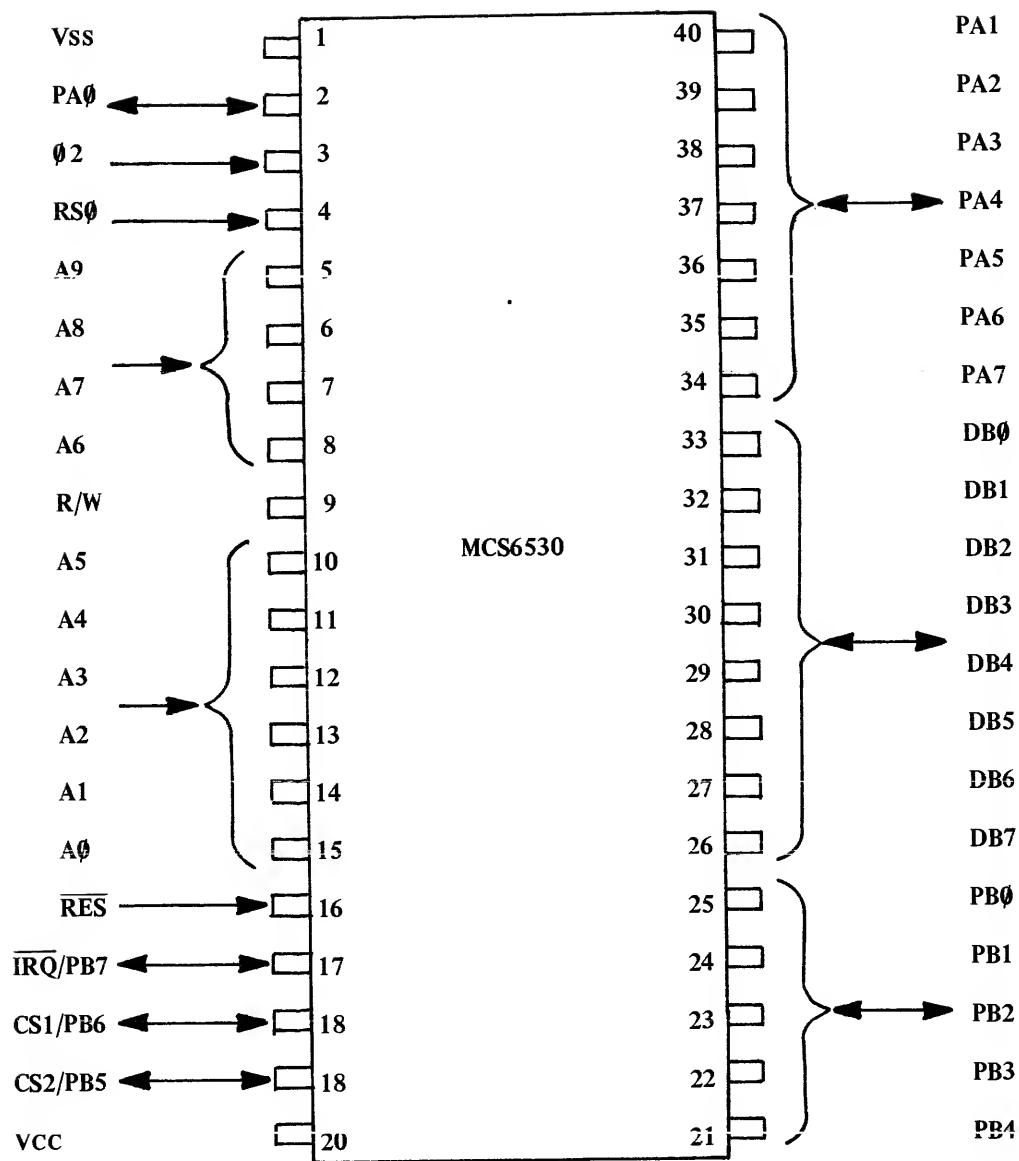 Vss 1 40 PA1
PAØ 2 39 PA2
Ø2 3 38 PA3
RSØ 4 37 PA4
A9 5 36 PA5
A8 6 35 PA6
A7 7 34 PA7
A6 8 33 DBØ
R/W 9 32 DB1
A5 10 MCS6530 31 DB2
A4 11 30 DB3
A3 12 29 DB4
A2 13 28 DB5
A1 14 27 DB6
AØ 15 26 DB7
RES 16 25 PBØ
IRQ/PB7 17 24 PB1
CS1/PB6 18 23 PB2
CS2/PB5 18 22 PB3
VCC 20 21 PB4